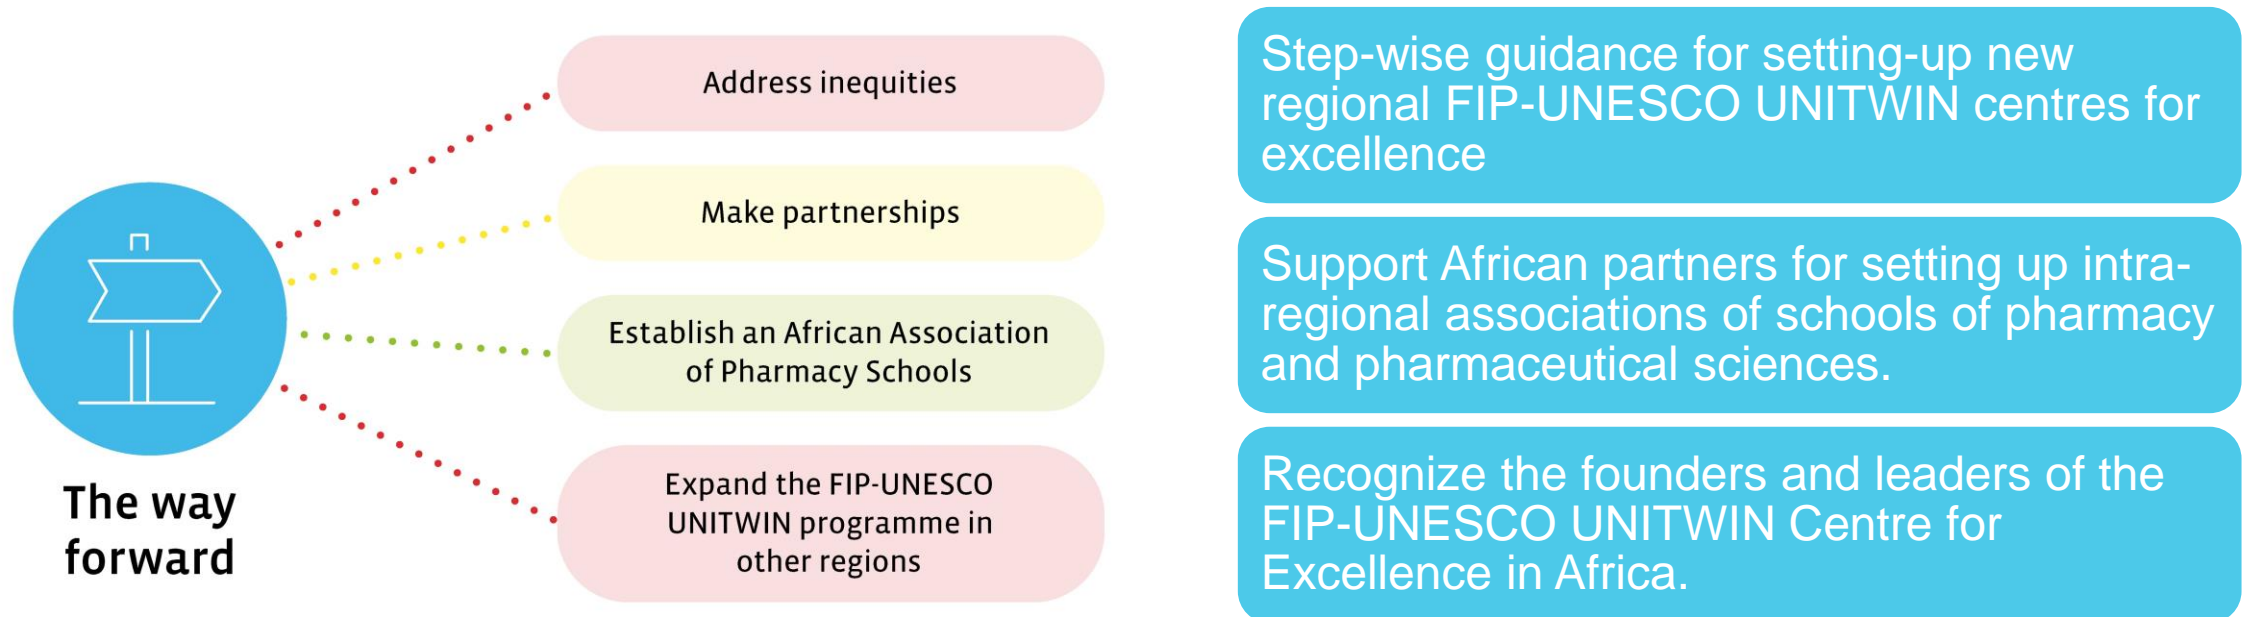 The way
forward
Address inequities
Make partnerships
Establish an African Association
of Pharmacy Schools
Expand the FIP-UNESCO
UNITWIN programme in
other regions
Step-wise guidance for setting-up new
regional FIP-UNESCO UNITWIN centres for
excellence
Support African partners for setting up intra-
regional associations of schools of pharmacy
and pharmaceutical sciences.
Recognize the founders and leaders of the
FIP-UNESCO UNITWIN Centre for
Excellence in Africa.